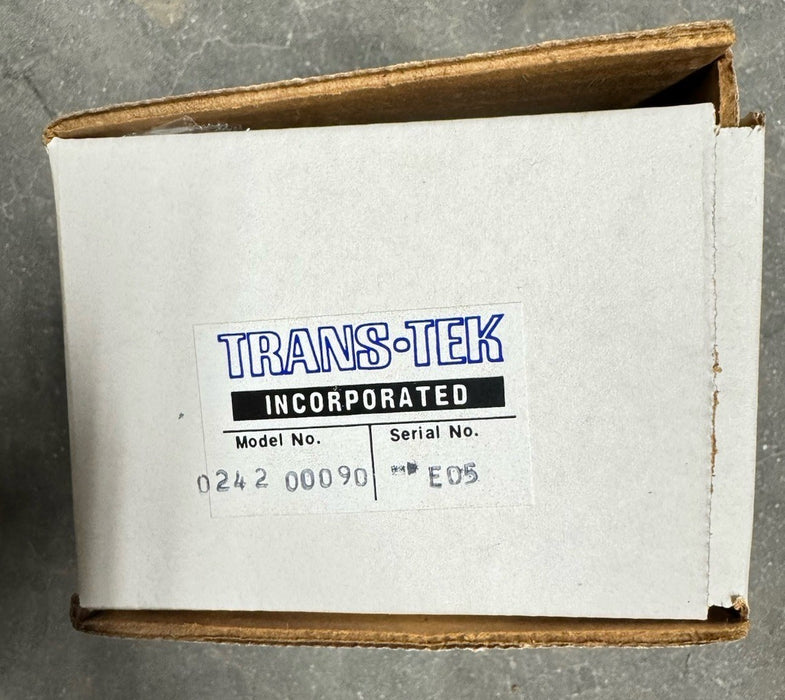 TRANS•TEK
INCORPORATED
Model No. Serial No.
0242 00090 E05